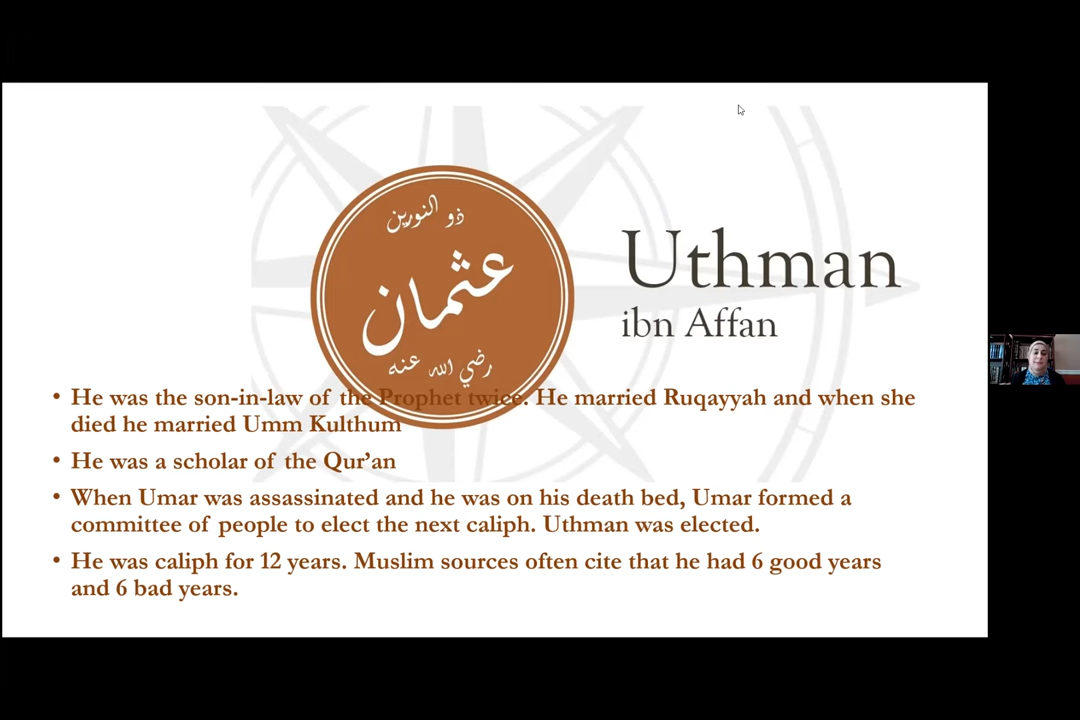 ذو النورين
عثمان
رضي الله عنه
Uthman
ibn Affan
• He was the son-in-law of the Prophet twice. He married Ruqayyah and when she
died he married Umm Kulthum
• He was a scholar of the Qur’an
• When Umar was assassinated and he was on his death bed, Umar formed a
committee of people to elect the next caliph. Uthman was elected.
• He was caliph for 12 years. Muslim sources often cite that he had 6 good years
and 6 bad years.